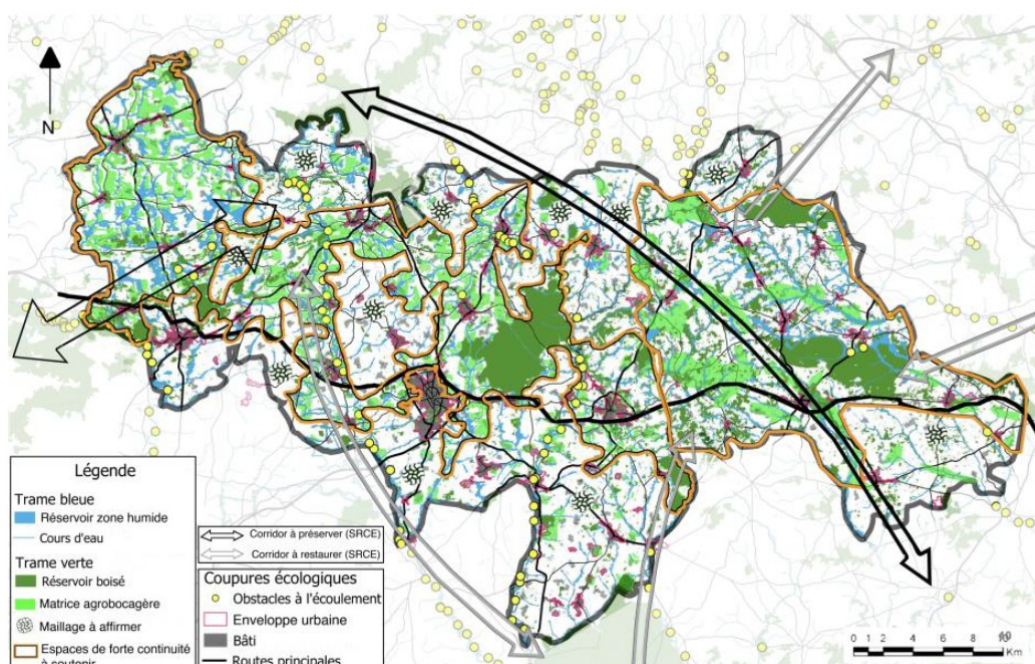 N
Légende
Trame bleue
Réservoir zone humide
Cours d'eau
Trame verte
Réservoir boisé
Matrice agrobocagère
Maillage à affirmer
Espaces de forte continuité
à soutenir
Corridor à préserver (SRCE)
Corridor à restaurer (SRCE)
Coupures écologiques
Obstacles à l'écoulement
Enveloppe urbaine
Bâti
Routes principales
0 1 2 4 6 8 10
Km